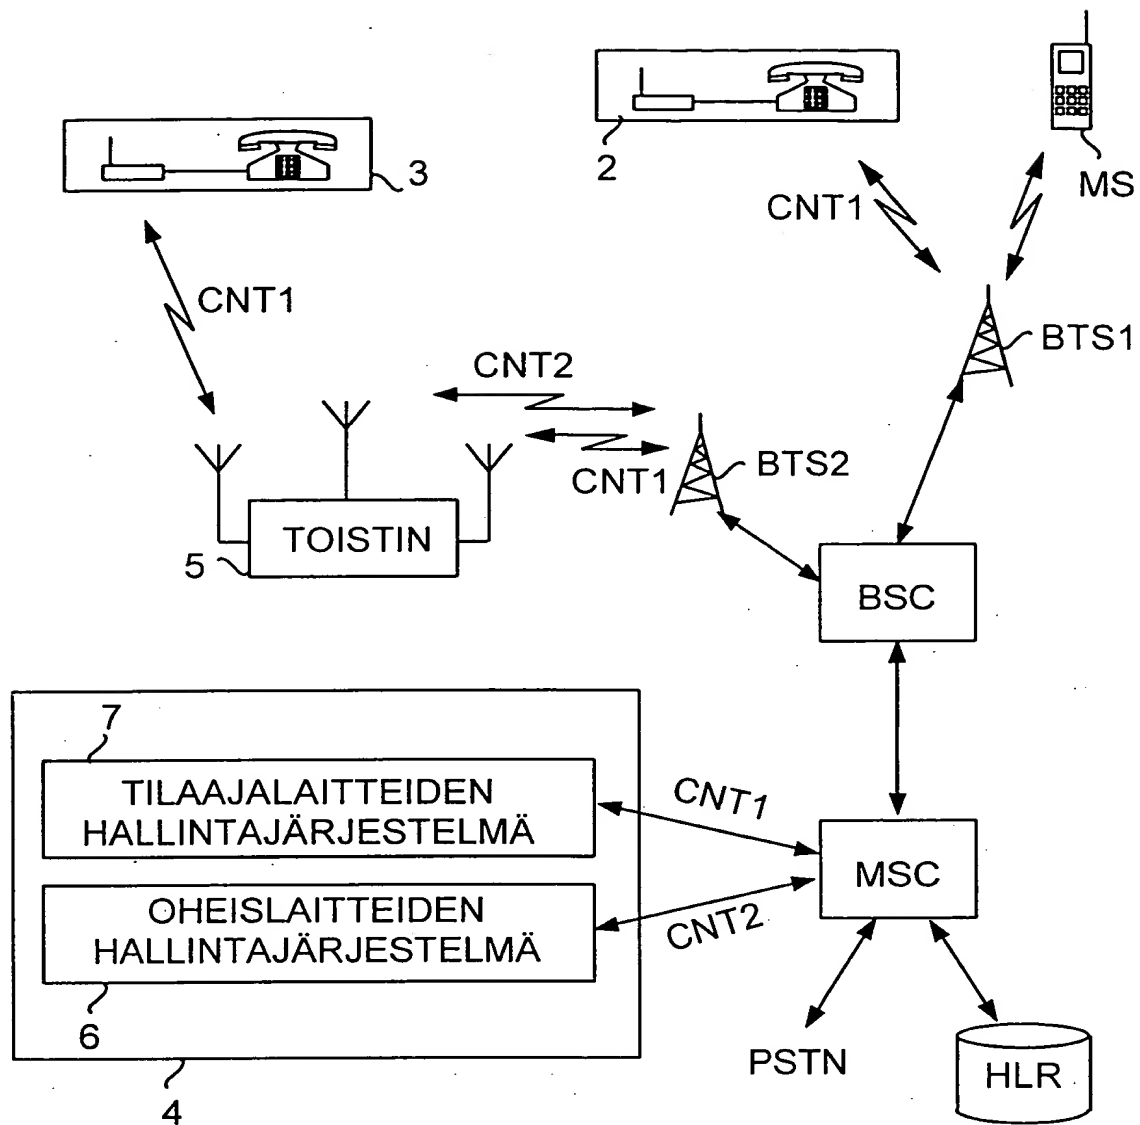 2
MS
3
CNT1
CNT1
BTS1
CNT2
CNT1
BTS2
TOISTIN
5
BSC
7
TILAAJALAITTEIDEN
HALLINTAJÄRJESTELMÄ
CNT1
MSC
OHEISLAITTEIDEN
HALLINTAJÄRJESTELMÄ
CNT2
6
PSTN
HLR
4